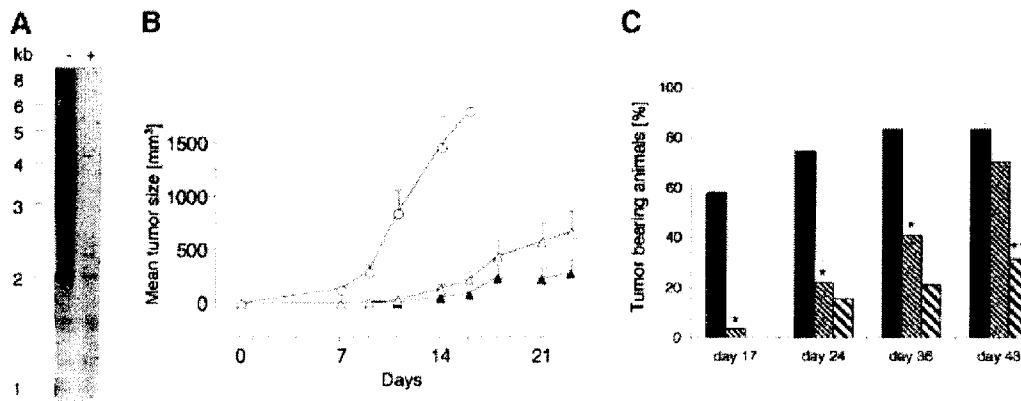 A
kb - +
8
6
5
4
3
2
1
B
Mean tumor size [mm³]
1500
1000
500
0
0 7 14 21
Days
C
Tumor bearing animals [%]
100
80
60
40
20
0
* * * *
day 17 day 24 day 36 day 43